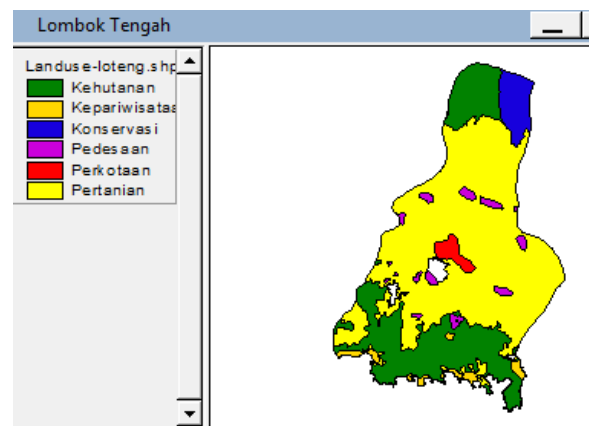 Lombok Tengah
Landuse-loteng.shp
Kehutanan
Kepariwisataa
Konservasi
Pedesaan
Perkotaan
Pertanian